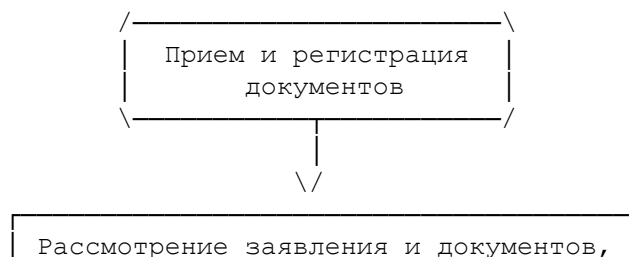 Прием и регистрация
документов
Рассмотрение заявления и документов,